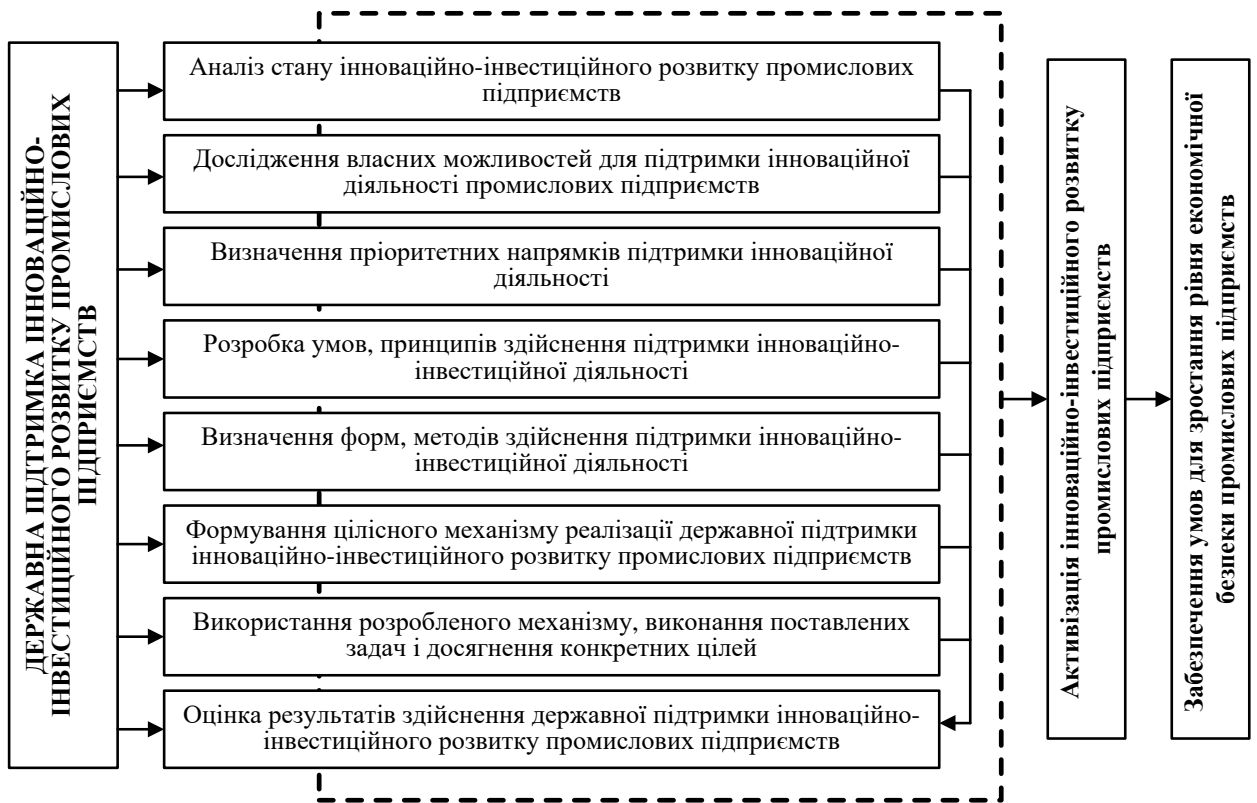 ДЕРЖАВНА ПІДТРИМКА ІННОВАЦІЙНО-
ІНВЕСТИЦІЙНОГО РОЗВИТКУ ПРОМИСЛОВИХ
ПІДПРИЄМСТВ
Аналіз стану інноваційно-інвестиційного розвитку промислових
підприємств
Дослідження власних можливостей для підтримки інноваційної
діяльності промислових підприємств
Визначення пріоритетних напрямків підтримки інноваційної
діяльності
Розробка умов, принципів здійснення підтримки інноваційно-
інвестиційної діяльності
Визначення форм, методів здійснення підтримки інноваційно-
інвестиційної діяльності
Формування цілісного механізму реалізації державної підтримки
інноваційно-інвестиційного розвитку промислових підприємств
Використання розробленого механізму, виконання поставлених
задач і досягнення конкретних цілей
Оцінка результатів здійснення державної підтримки інноваційно-
інвестиційного розвитку промислових підприємств
Активізація інноваційно-інвестиційного розвитку
промислових підприємств
Забезпечення умов для зростання рівня економічної
безпеки промислових підприємств